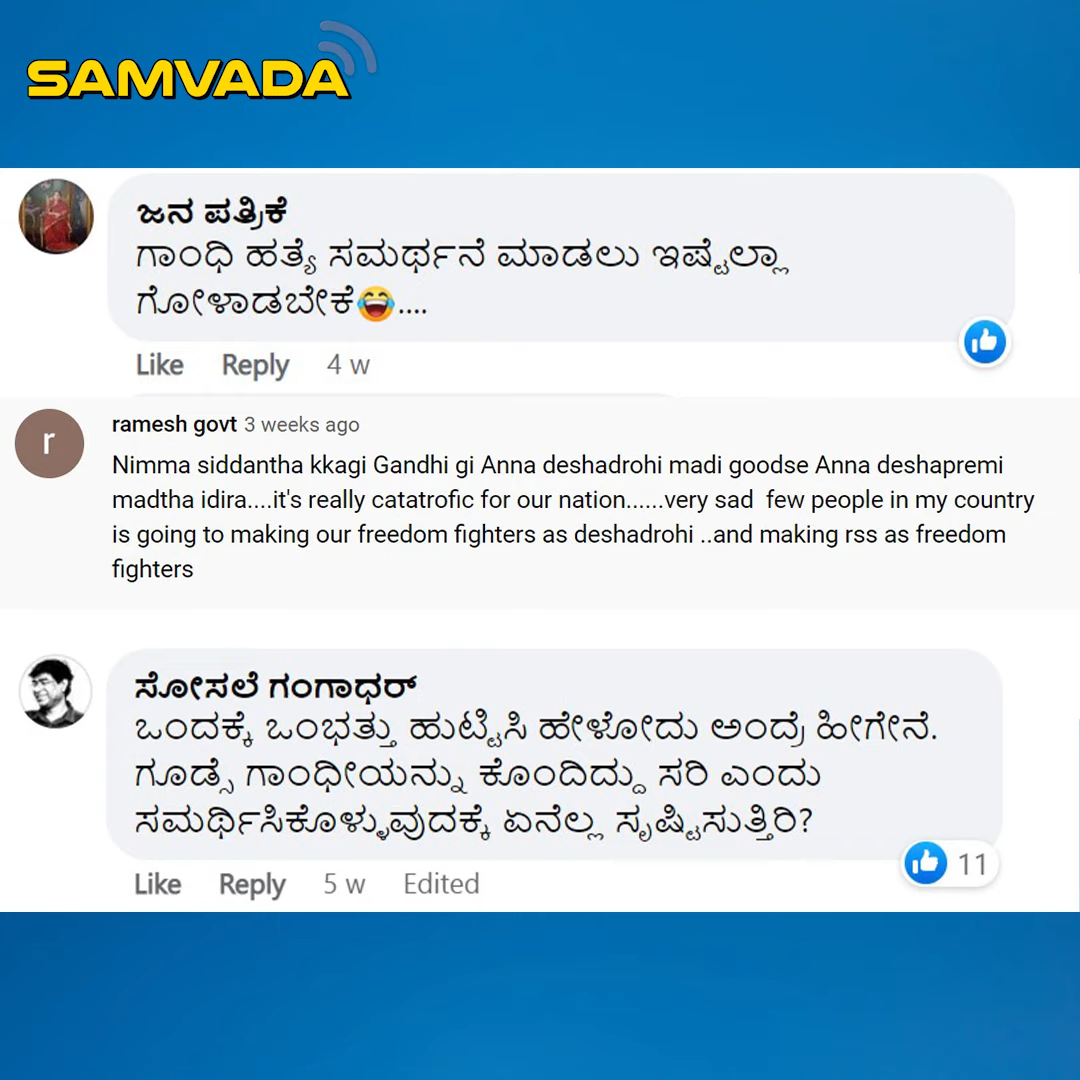 SAMVADA
ಜನ ಪತ್ರಿಕೆ
ಗಾಂಧಿ ಹತ್ಯೆ ಸಮರ್ಥನೆ ಮಾಡಲು ಇಷ್ಟೆಲ್ಲಾ
ಗೋಳಾಡಬೇಕೆ😂....
Like Reply 4 w
r
ramesh govt 3 weeks ago
Nimma siddantha kkagi Gandhi gi Anna deshadrohi madi goodse Anna deshapremi
madtha idira....it's really catatrofic for our nation......very sad few people in my country
is going to making our freedom fighters as deshadrohi ..and making rss as freedom
fighters
ಸೋಸಲೆ ಗಂಗಾಧರ್
ಒಂದಕ್ಕೆ ಒಂಭತ್ತು ಹುಟ್ಟಿಸಿ ಹೇಳೋದು ಅಂದ್ರೆ ಹೀಗೇನೆ.
ಗೂಡ್ಸೆ ಗಾಂಧೀಯನ್ನು ಕೊಂದಿದ್ದು ಸರಿ ಎಂದು
ಸಮರ್ಥಿಸಿಕೊಳ್ಳುವುದಕ್ಕೆ ಏನೆಲ್ಲ ಸೃಷ್ಟಿಸುತ್ತಿರಿ?
11
Like Reply 5 w Edited